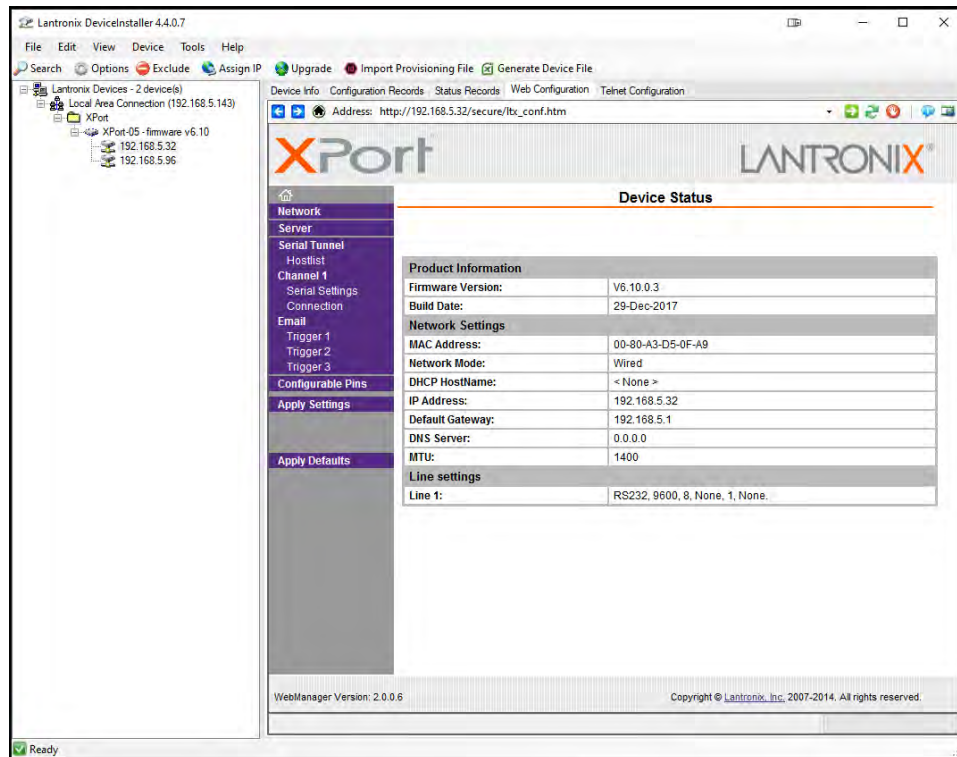 Lantronix DeviceInstaller 4.4.0.7
File Edit View Device Tools Help
Search Options Exclude Assign IP Upgrade Import Provisioning File Generate Device File
Lantronix Devices - 2 device(s)
Local Area Connection (192.168.5.143)
XPort
XPort-05 - firmware v6.10
192.168.5.32
192.168.5.96
Device Info Configuration Records Status Records Web Configuration Telnet Configuration
Address: http://192.168.5.32/secure/ltx_conf.htm
XPort LANTRONIX®
Network
Server
Serial Tunnel
Hostlist
Channel 1
Serial Settings
Connection
Email
Trigger 1
Trigger 2
Trigger 3
Configurable Pins
Apply Settings
Apply Defaults
Device Status
Product Information
Firmware Version: V6.10.0.3
Build Date: 29-Dec-2017
Network Settings
MAC Address: 00-80-A3-D5-0F-A9
Network Mode: Wired
DHCP HostName: < None >
IP Address: 192.168.5.32
Default Gateway: 192.168.5.1
DNS Server: 0.0.0.0
MTU: 1400
Line settings
Line 1: RS232, 9600, 8, None, 1, None.
WebManager Version: 2.0.0.6 Copyright © Lantronix, Inc. 2007-2014. All rights reserved.
Ready